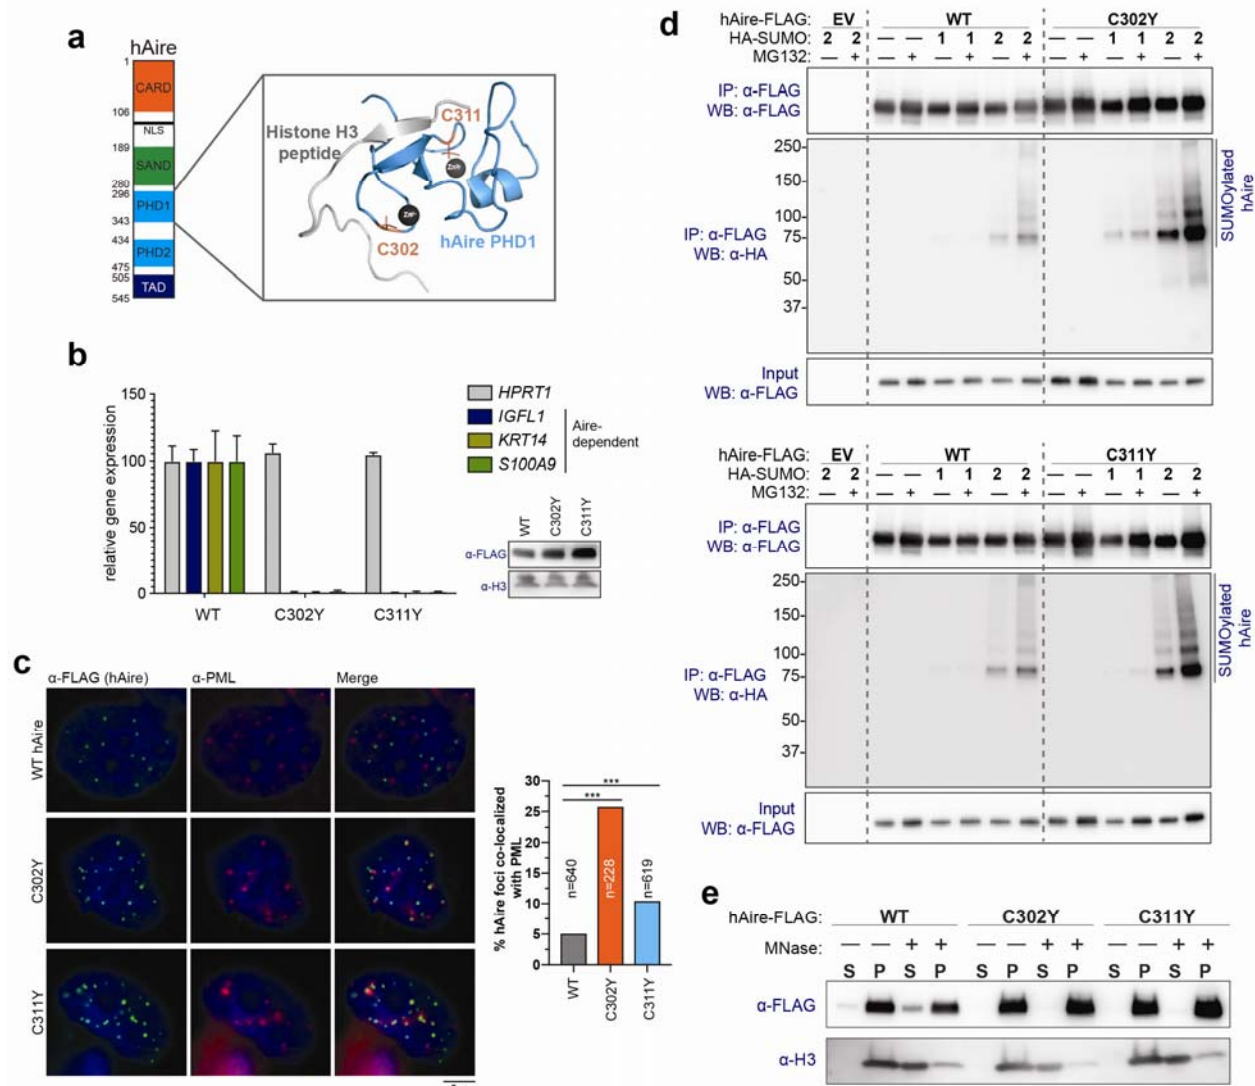 a
hAire
1
CARD
106
NLS
189
SAND
280
296
PHD1
343
434
PHD2
475
505
TAD
545
Histone H3
peptide
C311
C302
hAire PHD1
b
relative gene expression
150
100
50
0
WT
C302Y
C311Y
HPRT1
IGFL1
KRT14
S100A9
Aire-
dependent
WT
C302Y
C311Y
α-FLAG
α-H3
c
α-FLAG (hAire)
α-PML
Merge
WT hAire
C302Y
C311Y
% hAire foci co-localized
with PML
30
25
20
15
10
5
0
***
***
n=640
n=228
n=619
WT
C302Y
C311Y
d
hAire-FLAG: EV WT C302Y
HA-SUMO: 2 2 — — 1 1 2 2 — — 1 1 2 2
MG132: — + — + — + — + — + — + — +
IP: α-FLAG
WB: α-FLAG
250
150
100
75
50
37
IP: α-FLAG
WB: α-HA
SUMOylated
hAire
Input
WB: α-FLAG
hAire-FLAG: EV WT C311Y
HA-SUMO: 2 2 — — 1 1 2 2 — — 1 1 2 2
MG132: — + — + — + — + — + — + — +
IP: α-FLAG
WB: α-FLAG
250
150
100
75
50
37
IP: α-FLAG
WB: α-HA
SUMOylated
hAire
Input
WB: α-FLAG
e
hAire-FLAG: WT C302Y C311Y
MNase: — — + + — — + + — — + +
S P S P S P S P S P S P
α-FLAG
α-H3